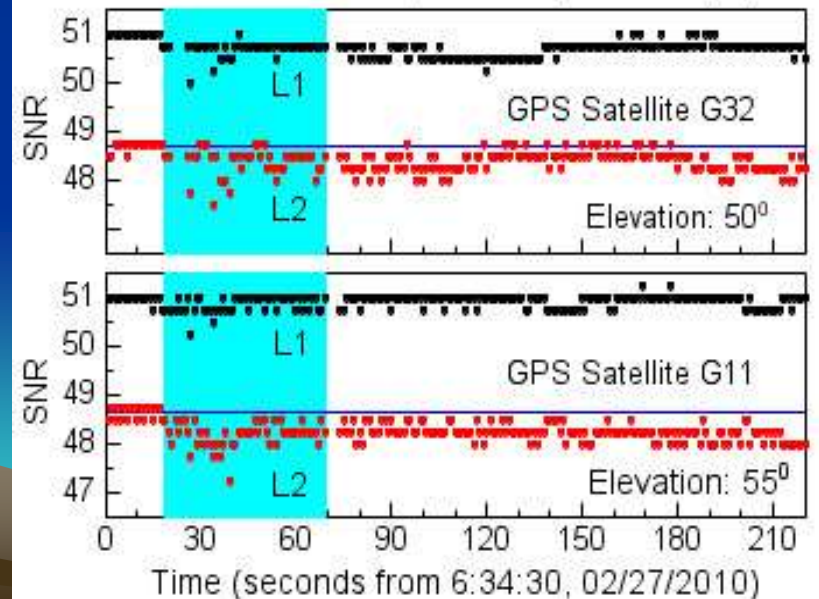 51
50
49
48
SNR
L1
GPS Satellite G32
L2
Elevation: 50⁰
51
50
49
48
47
SNR
L1
GPS Satellite G11
L2
Elevation: 55⁰
0 30 60 90 120 150 180 210
Time (seconds from 6:34:30, 02/27/2010)